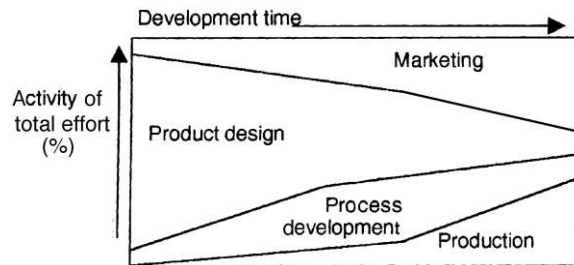 Development time
Marketing
Activity of
total effort
(%)
Product design
Process
development
Production